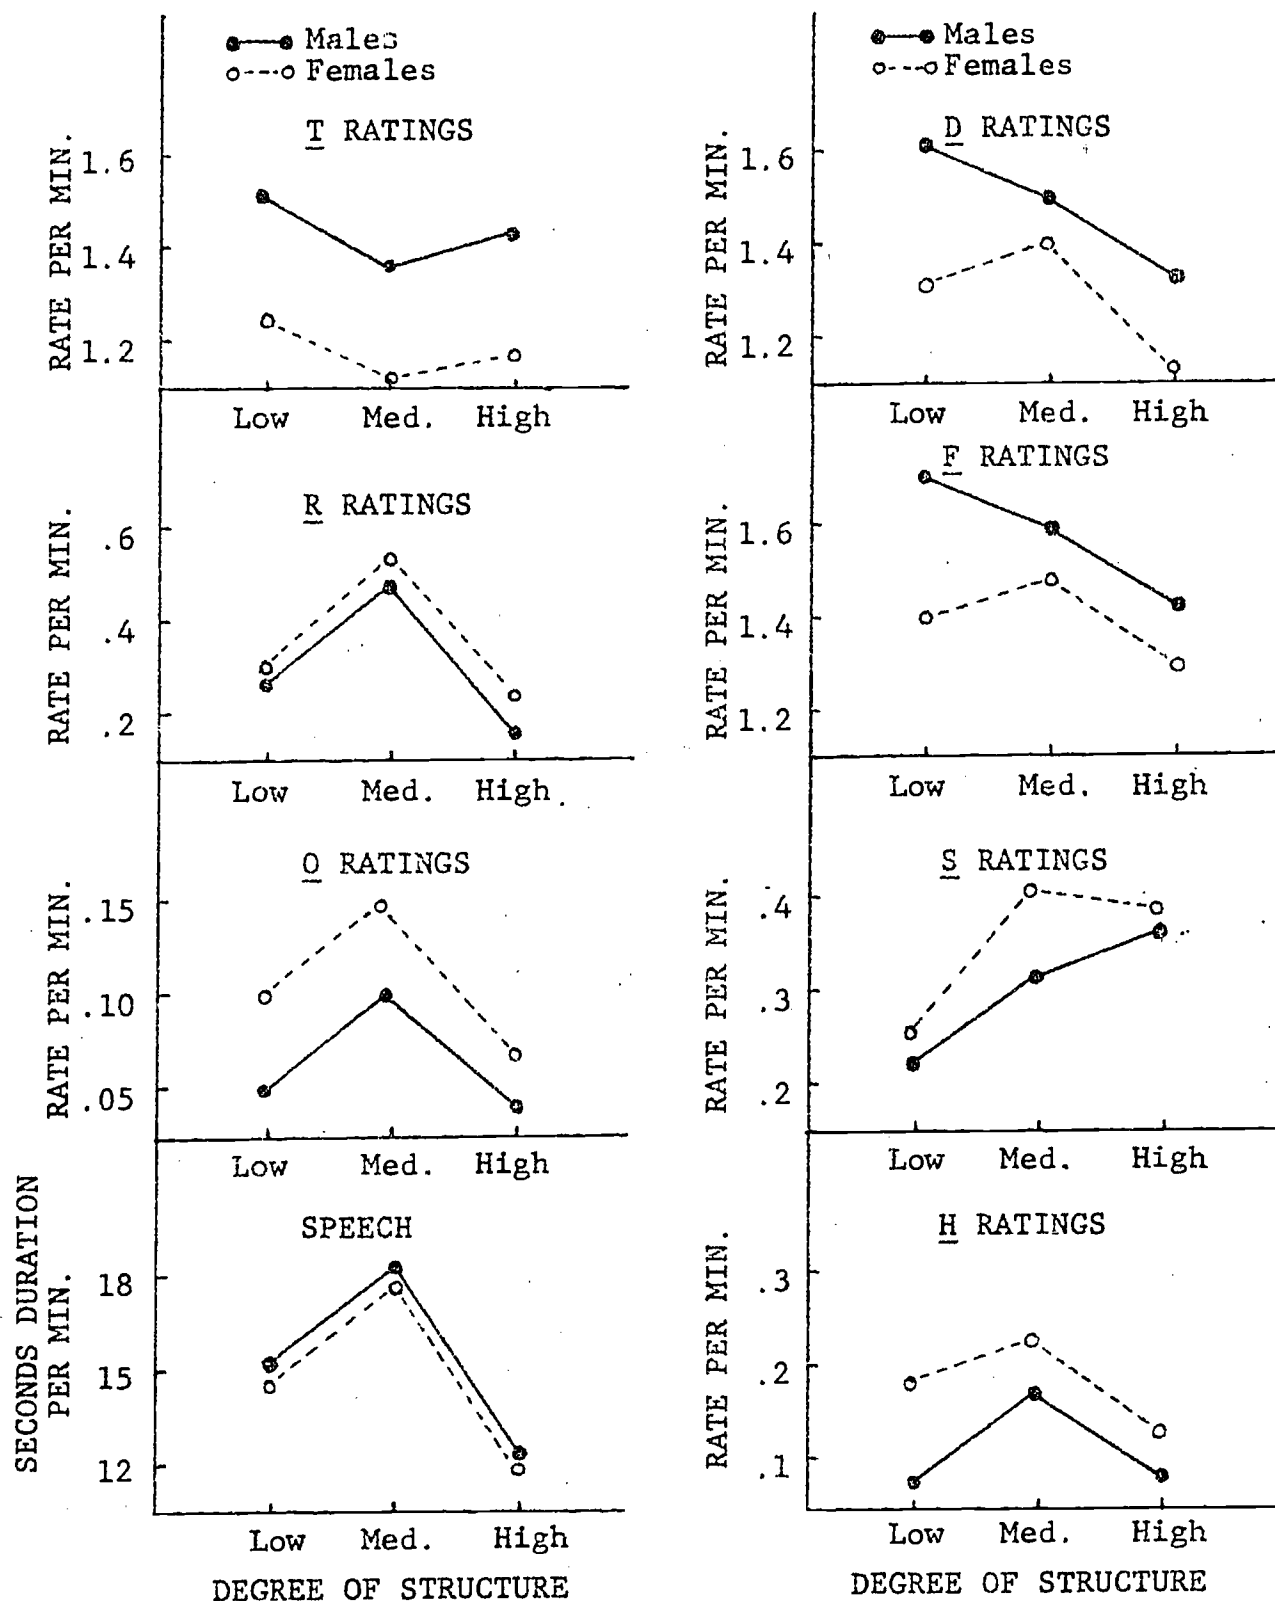 Males
Females
T RATINGS
RATE PER MIN.
1.6
1.4
1.2
Low Med. High
R RATINGS
RATE PER MIN.
.6
.4
.2
Low Med. High
O RATINGS
RATE PER MIN.
.15
.10
.05
Low Med. High
SPEECH
SECONDS DURATION
PER MIN.
18
15
12
Low Med. High
DEGREE OF STRUCTURE
Males
Females
D RATINGS
RATE PER MIN.
1.6
1.4
1.2
Low Med. High
F RATINGS
RATE PER MIN.
1.6
1.4
1.2
Low Med. High
S RATINGS
RATE PER MIN.
.4
.3
.2
Low Med. High
H RATINGS
RATE PER MIN.
.3
.2
.1
Low Med. High
DEGREE OF STRUCTURE